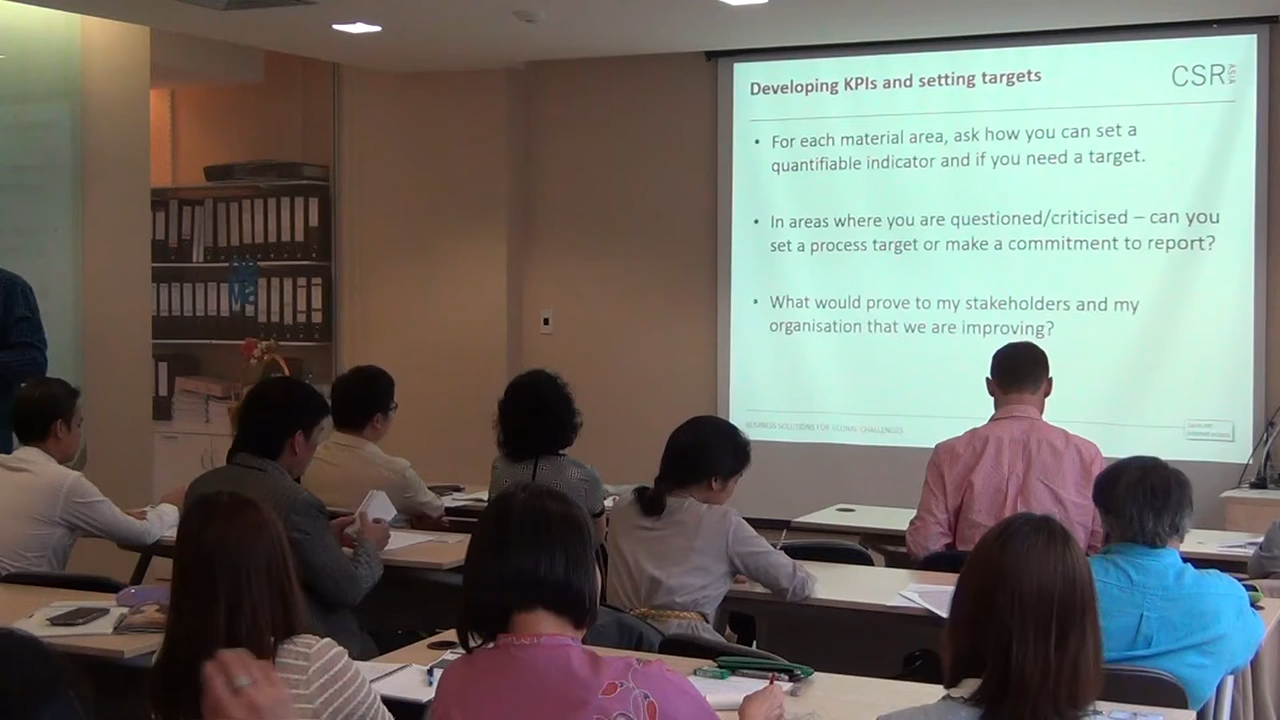 Developing KPIs and setting targets
CSR ASIA
• For each material area, ask how you can set a
quantifiable indicator and if you need a target.
• In areas where you are questioned/criticised – can you
set a process target or make a commitment to report?
• What would prove to my stakeholders and my
organisation that we are improving?
BUSINESS SOLUTIONS FOR GLOBAL CHALLENGES